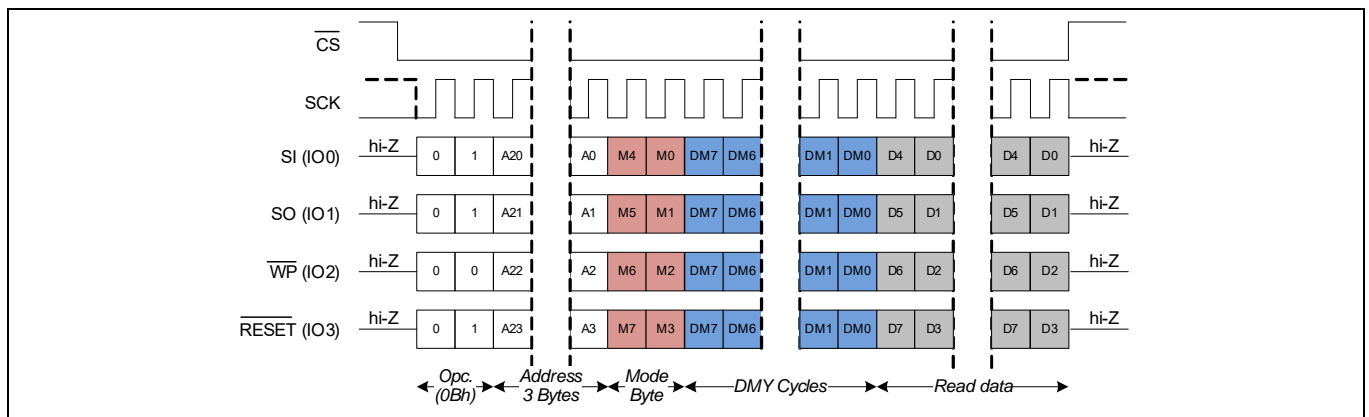 CS
SCK
SI (IO0) hi-Z 0 1 A20 A0 M4 M0 DM7 DM6 DM1 DM0 D4 D0 D4 D0 hi-Z
SO (IO1) hi-Z 0 1 A21 A1 M5 M1 DM7 DM6 DM1 DM0 D5 D1 D5 D1 hi-Z
WP (IO2) hi-Z 0 0 A22 A2 M6 M2 DM7 DM6 DM1 DM0 D6 D2 D6 D2 hi-Z
RESET (IO3) hi-Z 0 1 A23 A3 M7 M3 DM7 DM6 DM1 DM0 D7 D3 D7 D3 hi-Z
Opc. Address Mode DMY Cycles Read data
(0Bh) 3 Bytes Byte